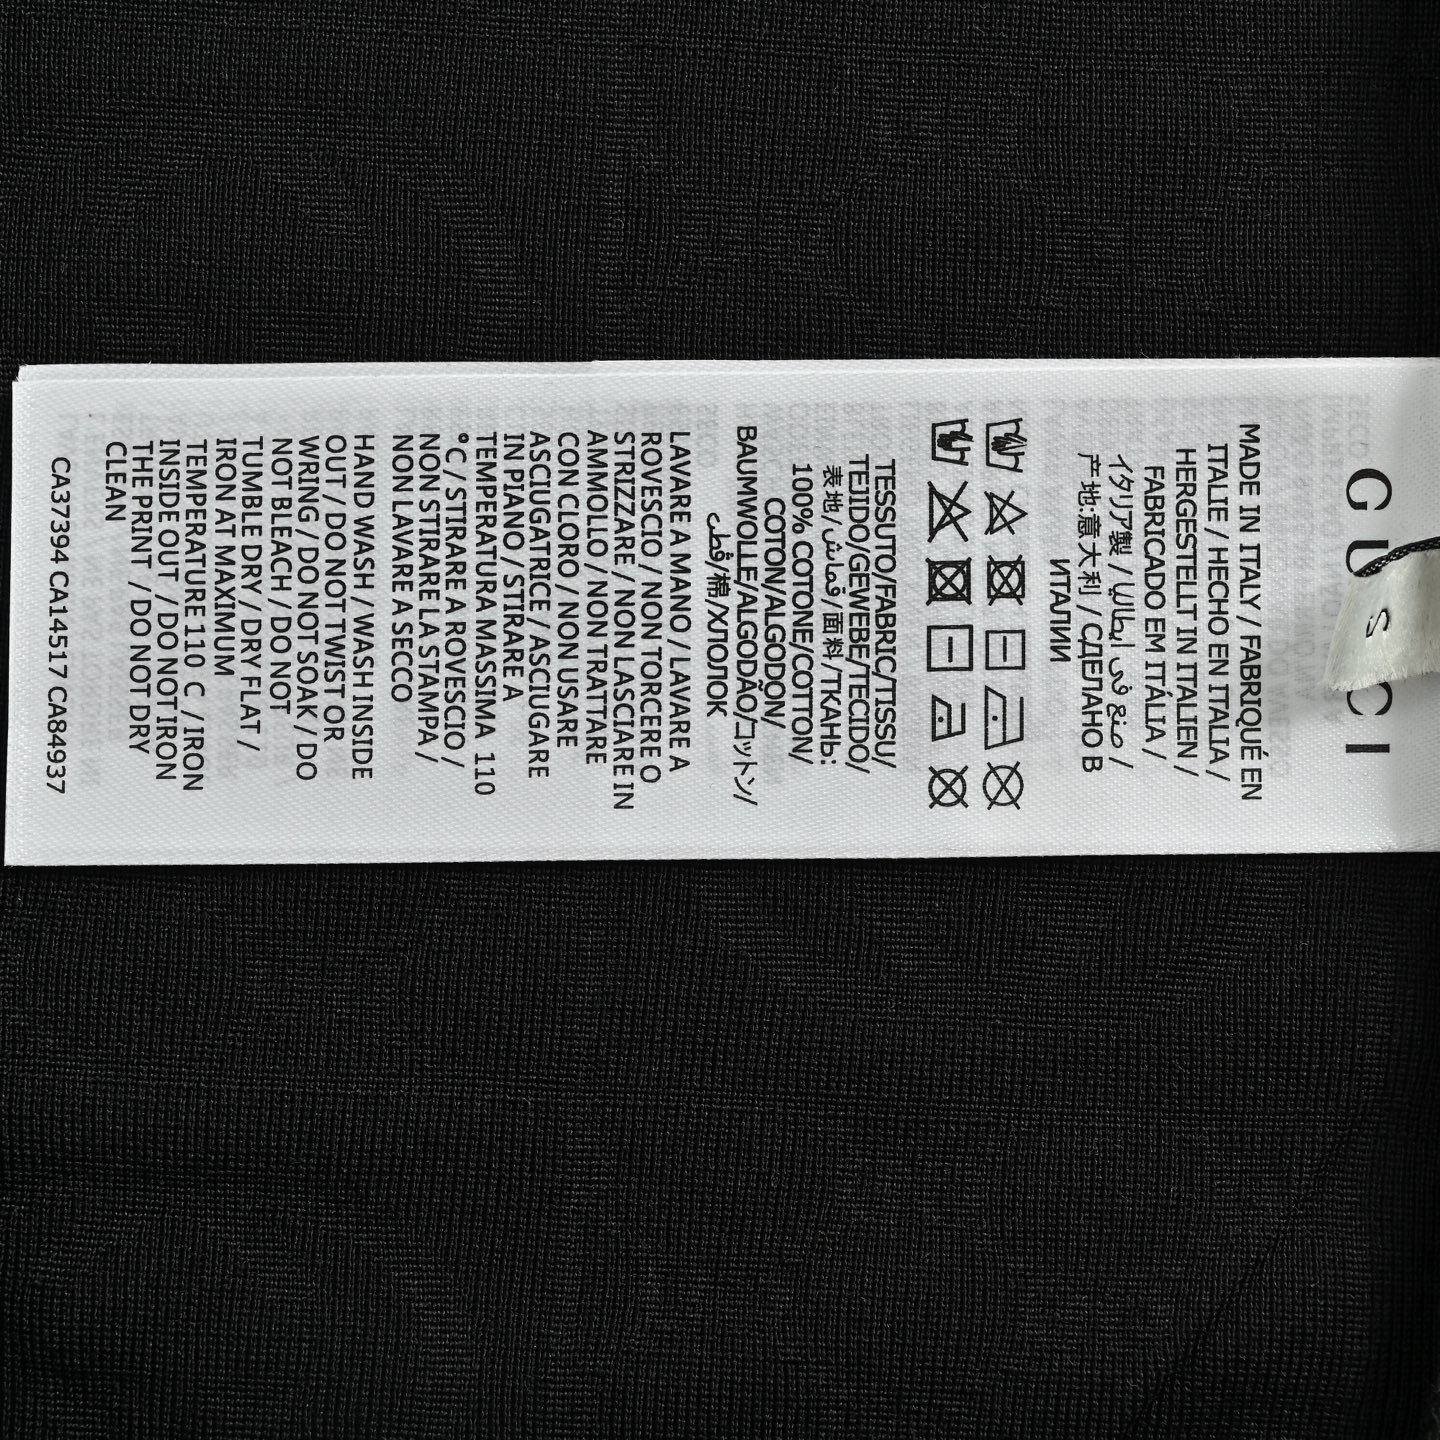 GUCCI
S
MADE IN ITALY / FABRIQUÉ EN
ITALIE / HECHO EN ITALIA /
HERGESTELLT IN ITALIEN /
FABRICADO EM ITÁLIA /
イタリア製 / صنع في إيطاليا /
产地:意大利 / СДЕЛАНО В
ИТАЛИИ
TESSUTO/FABRIC/TISSU/
TEJIDO/GEWEBE/TECIDO/
表地/قماش/面料/ТКАНЬ:
100% COTONE/COTTON/
COTON/ALGODON/
BAUMWOLLE/ALGODÃO/コットン/
قطن/棉/ХЛОПОК
LAVARE A MANO / LAVARE A
ROVESCIO / NON TORCERE O
STRIZZARE / NON LASCIARE IN
AMMOLLO / NON TRATTARE
CON CLORO / NON USARE
ASCIUGATRICE / ASCIUGARE
IN PIANO / STIRARE A
TEMPERATURA MASSIMA 110
°C / STIRARE A ROVESCIO /
NON STIRARE LA STAMPA /
NON LAVARE A SECCO
HAND WASH / WASH INSIDE
OUT / DO NOT TWIST OR
WRING / DO NOT SOAK / DO
NOT BLEACH / DO NOT
TUMBLE DRY / DRY FLAT /
IRON AT MAXIMUM
TEMPERATURE 110 C / IRON
INSIDE OUT / DO NOT IRON
THE PRINT / DO NOT DRY
CLEAN
CA37394 CA14517 CA84937